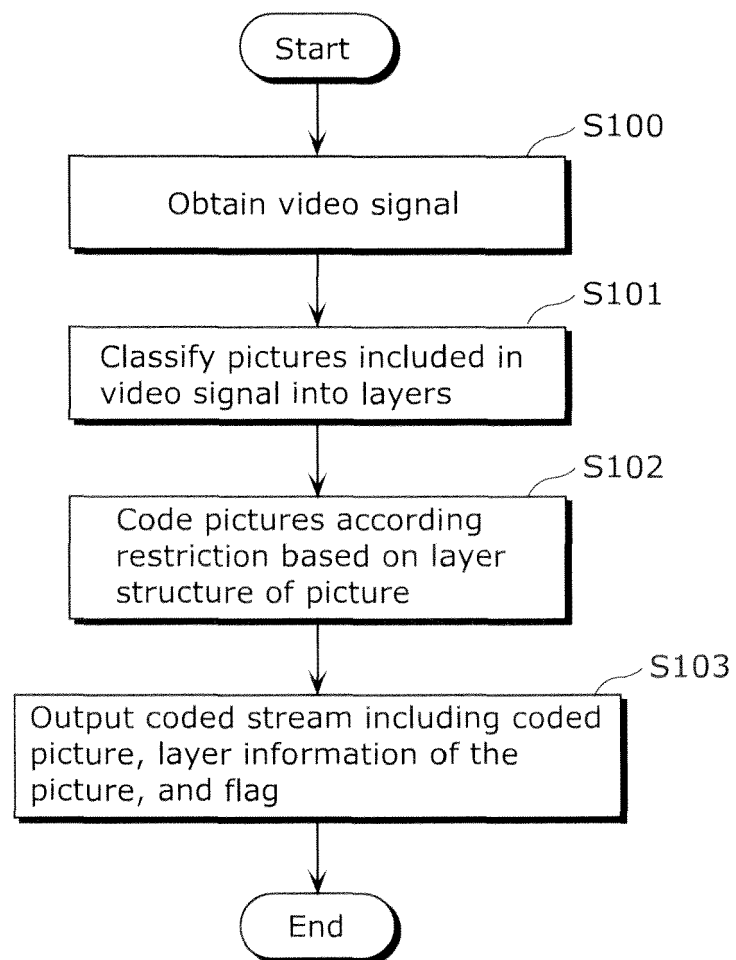 Start
S100
Obtain video signal
S101
Classify pictures included in
video signal into layers
S102
Code pictures according
restriction based on layer
structure of picture
S103
Output coded stream including coded
picture, layer information of the
picture, and flag
End